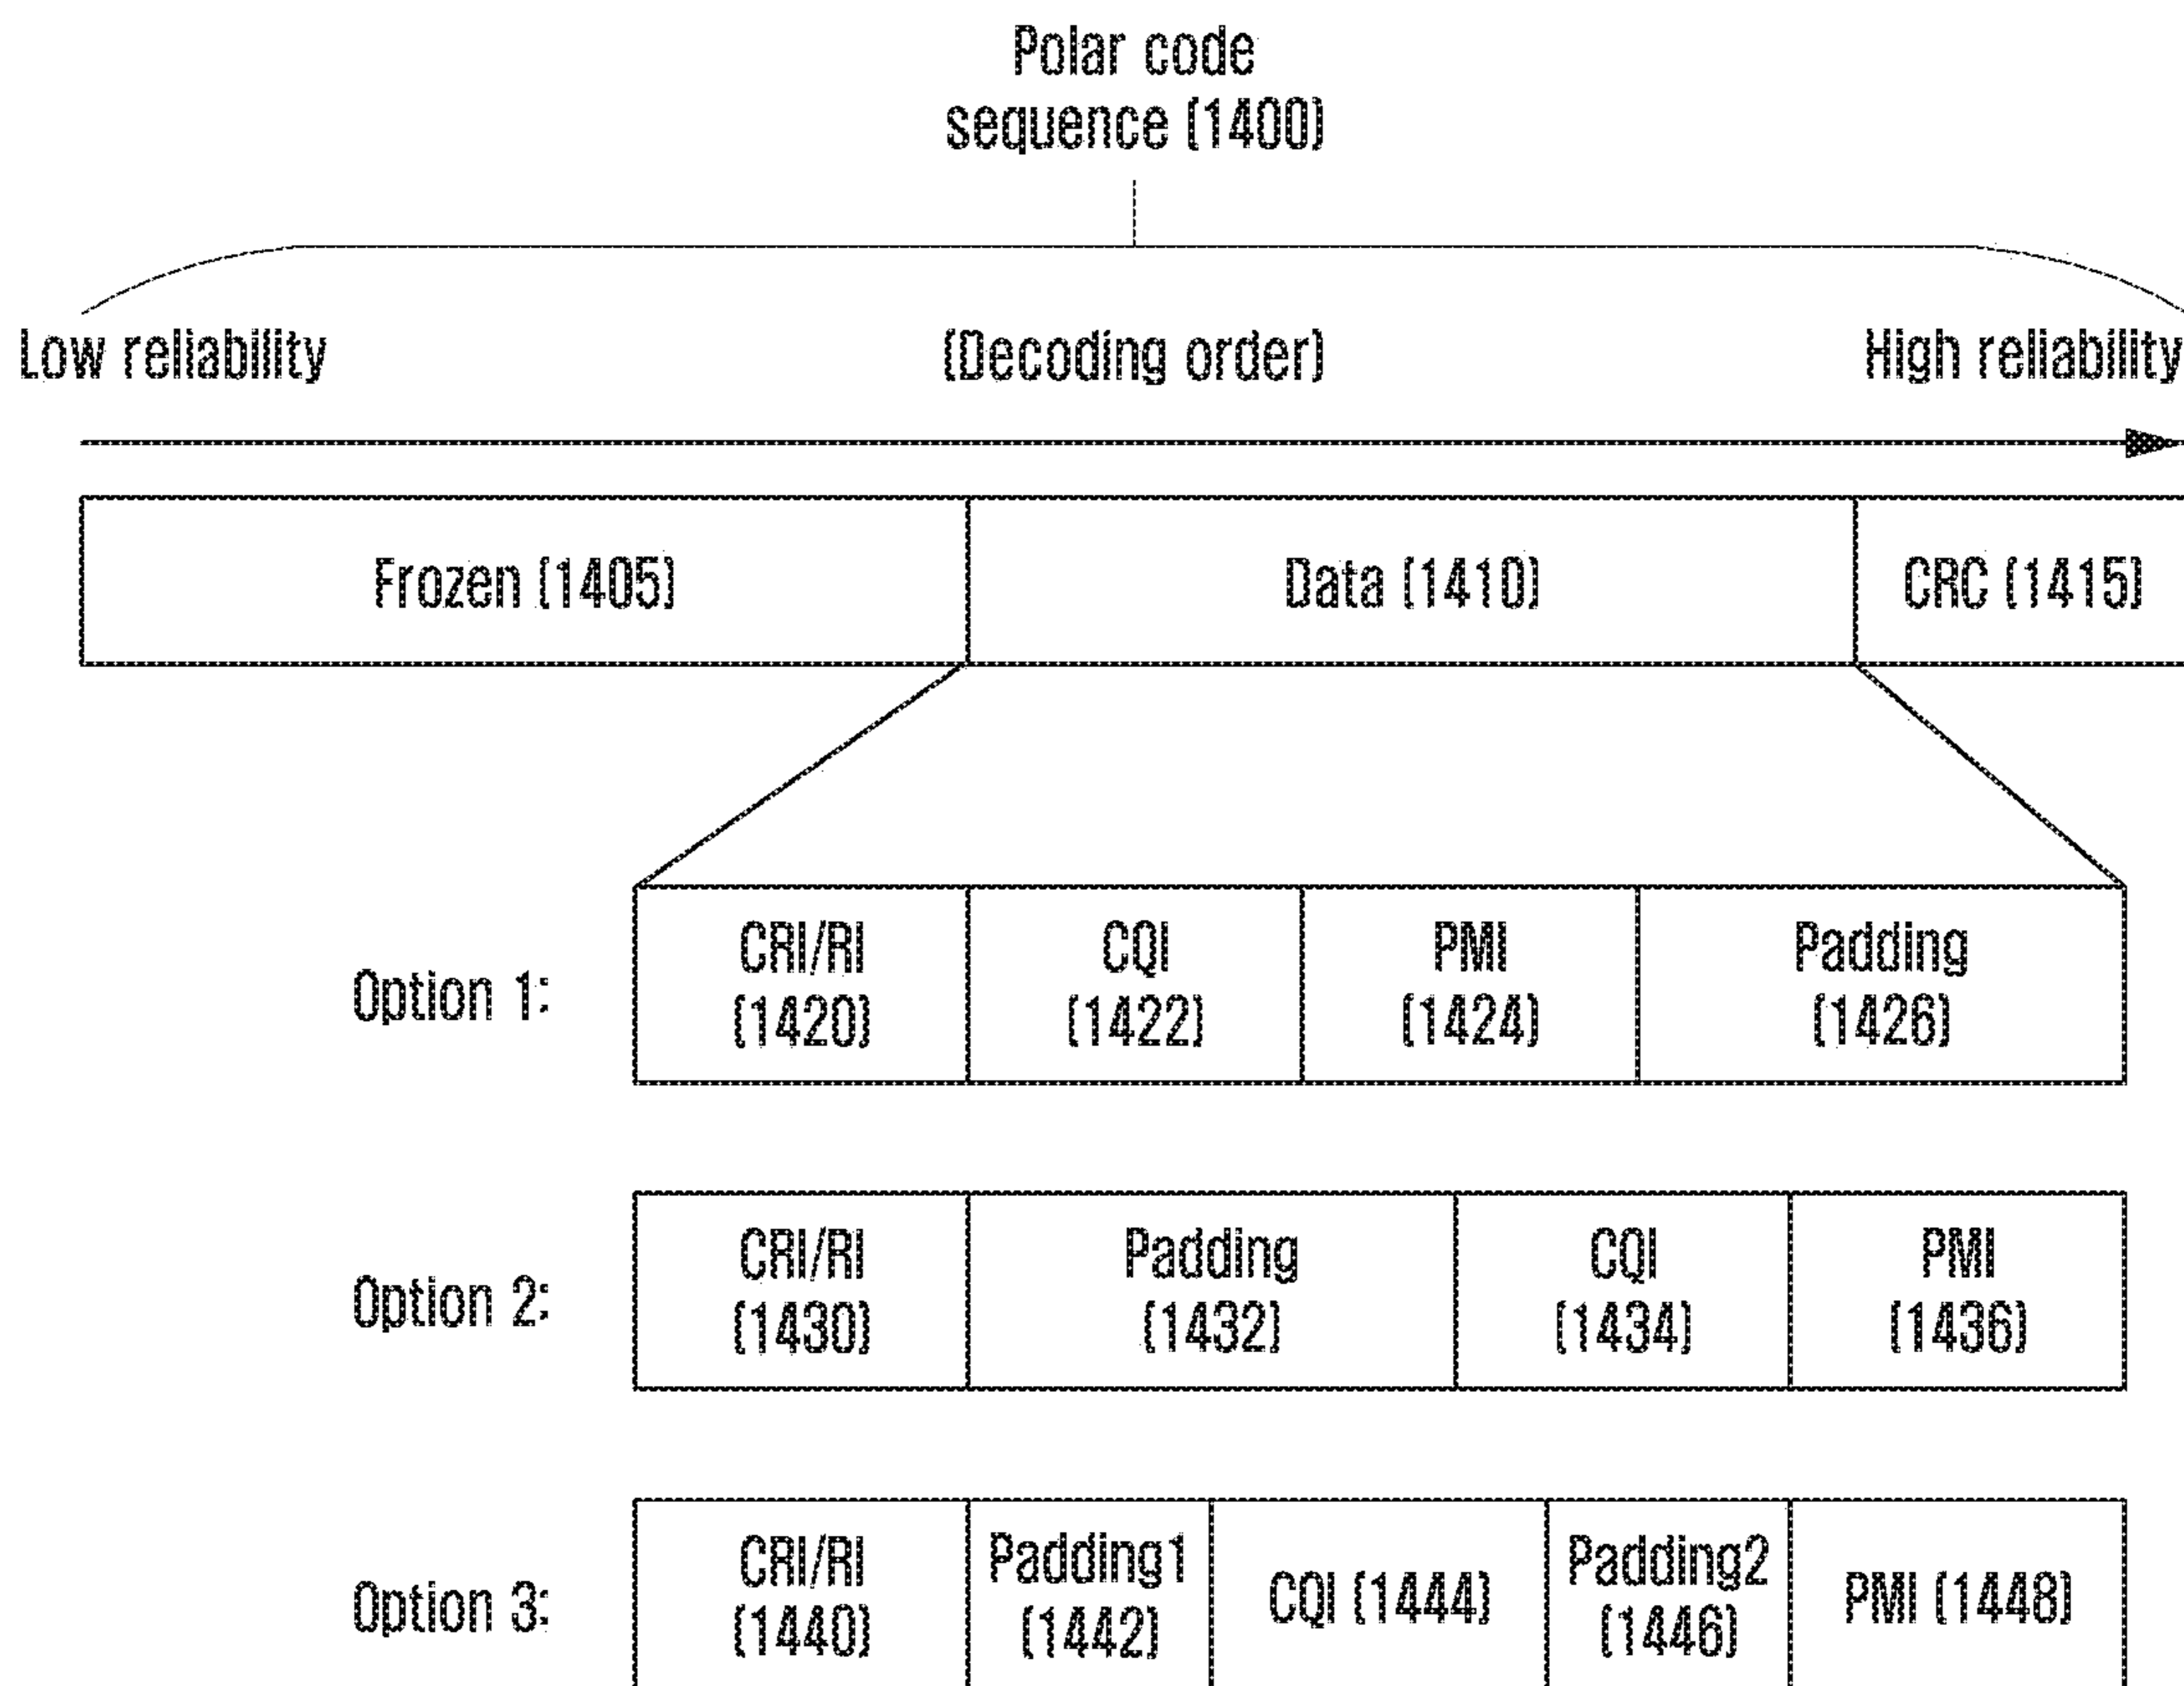 Polar code
sequence (1400)
Low reliability (Decoding order) High reliability
Frozen (1405) Data (1410) CRC (1415)
CRI/RI CQI PMI Padding
Option 1:
(1420) (1422) (1424) (1426)
CRI/RI Padding CQI PMI
Option 2:
(1430) (1432) (1434) (1436)
CRI/RI Padding1 Padding2
Option 3: CQI (1444) PMI (1448)
(1440) (1442) (1446)